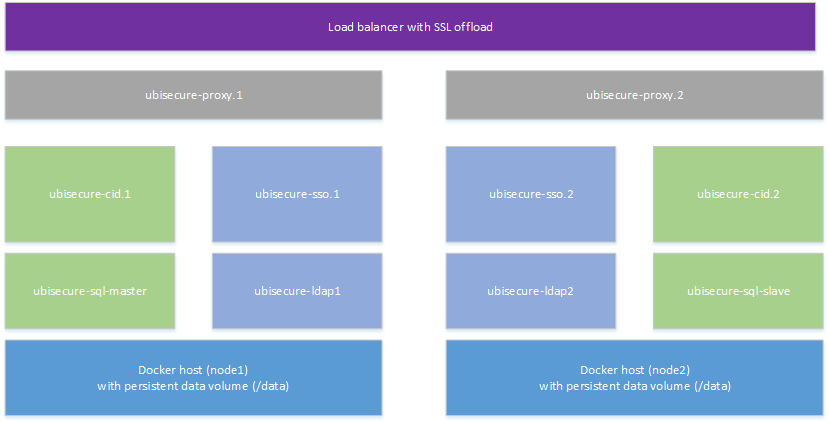 Load balancer with SSL offload
ubisecure-proxy.1
ubisecure-proxy.2
ubisecure-cid.1
ubisecure-sso.1
ubisecure-sso.2
ubisecure-cid.2
ubisecure-sql-master
ubisecure-ldap1
ubisecure-ldap2
ubisecure-sql-slave
Docker host (node1)
with persistent data volume (/data)
Docker host (node2)
with persistent data volume (/data)